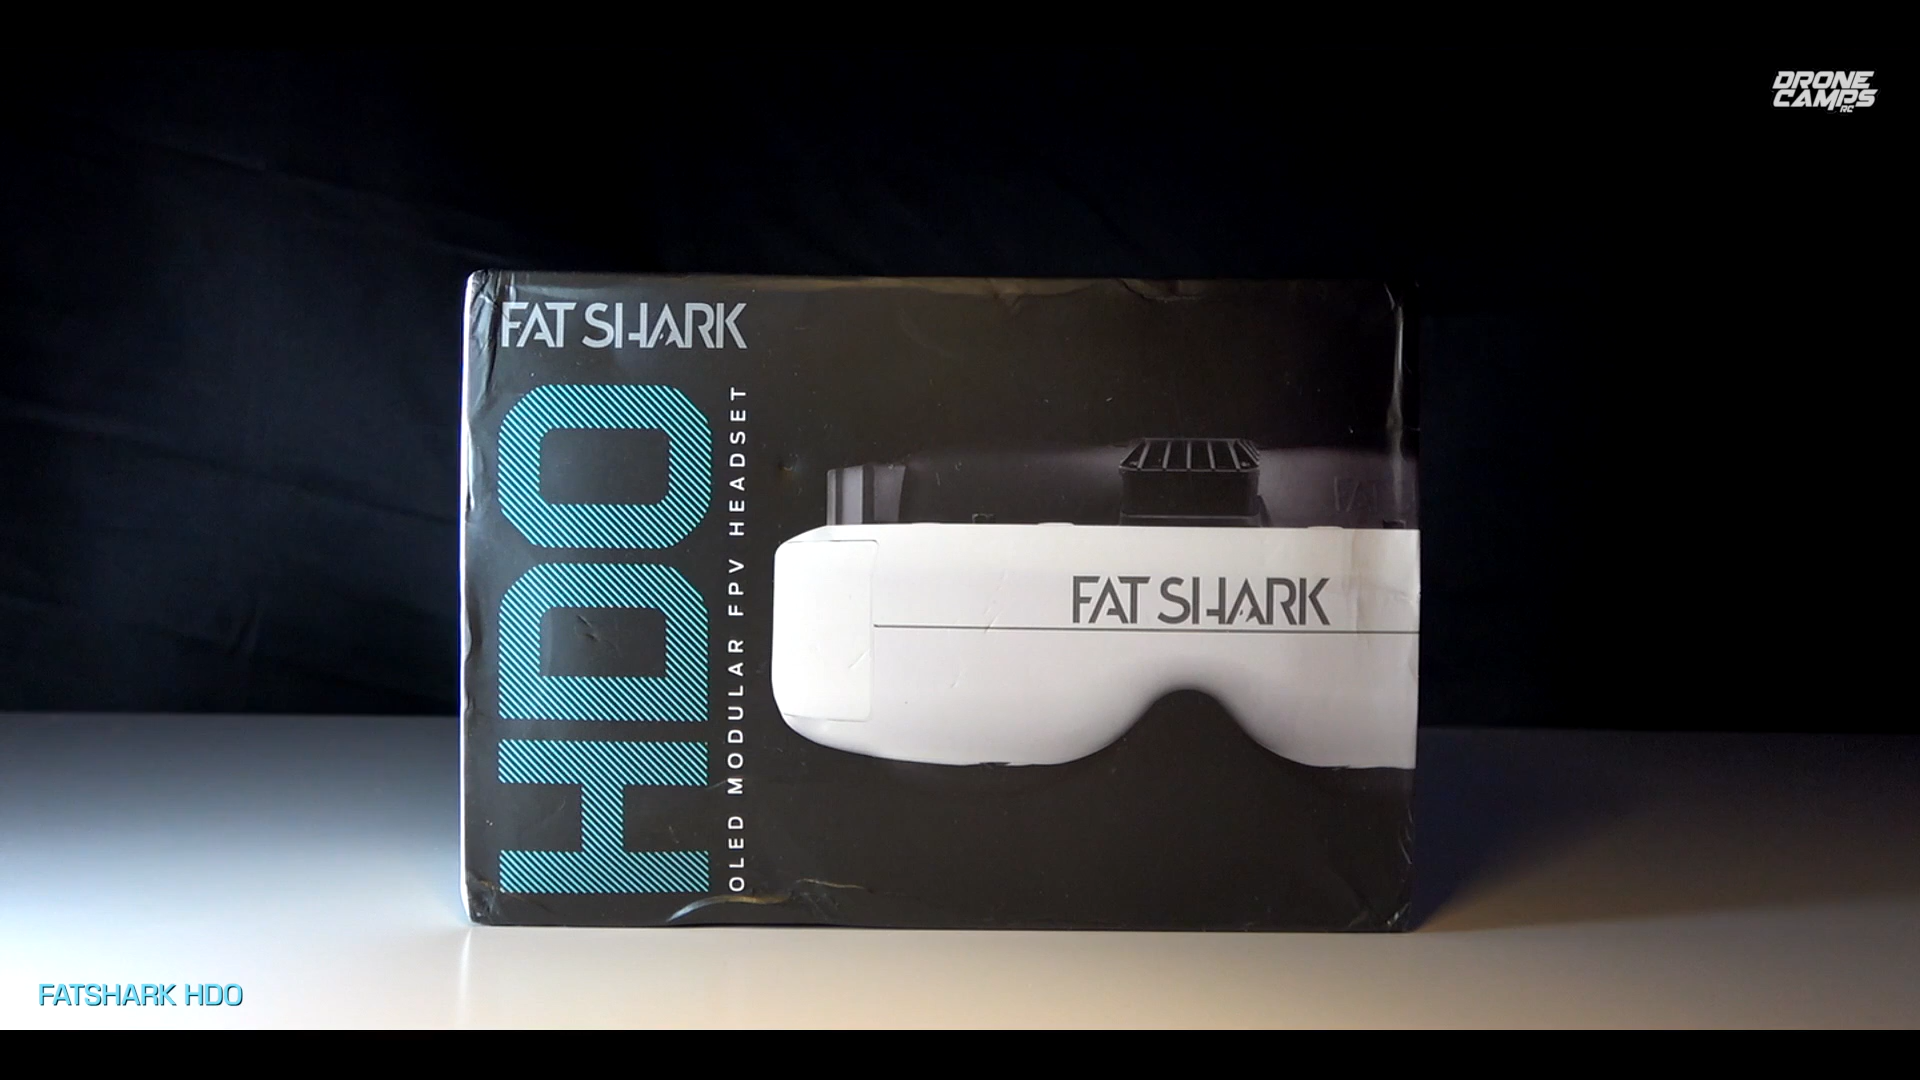 DRONE
CAMPS
RC
FAT SHARK
HDO
OLED MODULAR FPV HEADSET
FAT SHARK
FATSHARK HDO